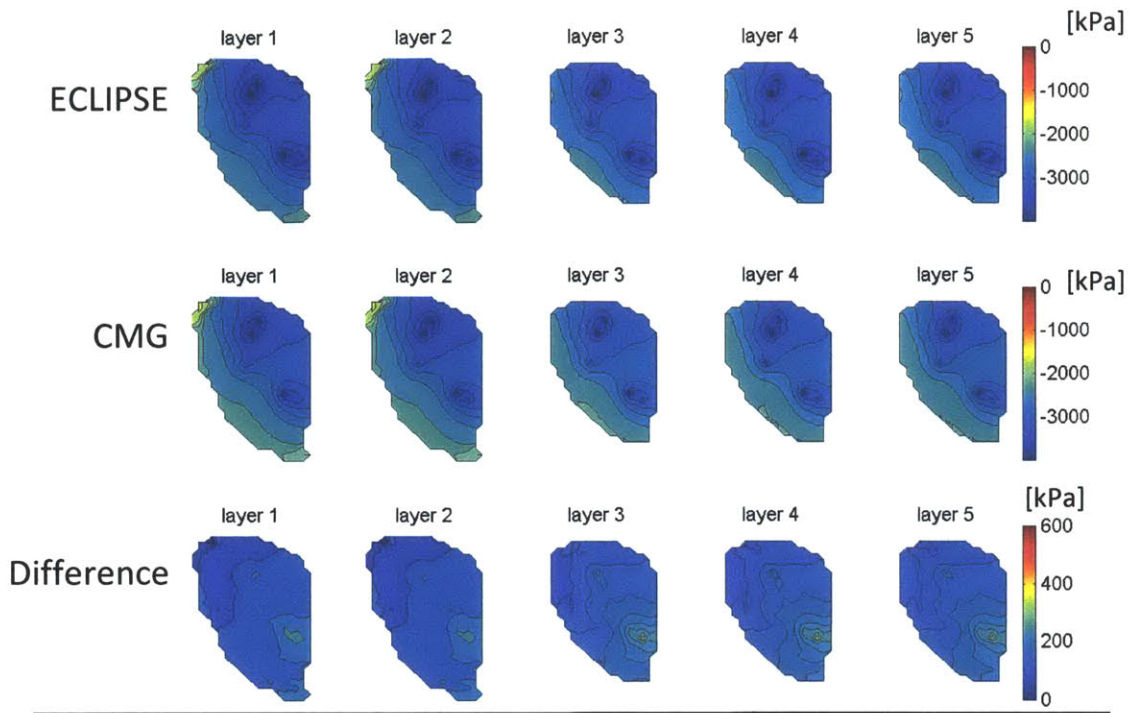 [kPa]
layer 1 layer 2 layer 3 layer 4 layer 5
0
ECLIPSE
-1000
-2000
-3000
layer 1 layer 2 layer 3 layer 4 layer 5
0 [kPa]
CMG
-1000
-2000
-3000
[kPa]
layer 1 layer 2 layer 3 layer 4 layer 5
600
Difference
400
200
0